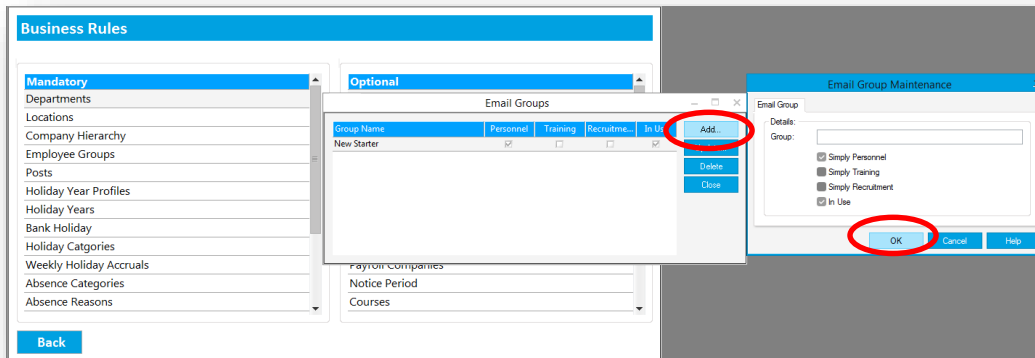 Business Rules
Mandatory
Departments
Locations
Company Hierarchy
Employee Groups
Posts
Holiday Year Profiles
Holiday Years
Bank Holiday
Holiday Catgories
Weekly Holiday Accruals
Absence Categories
Absence Reasons
Back
Optional
Payroll Companies
Notice Period
Courses
Email Groups
Group Name Personnel Training Recruitme... In Us
New Starter
Add...
Delete
Close
Email Group Maintenance
Email Group
Details:
Group:
Simply Personnel
Simply Training
Simply Recruitment
In Use
OK Cancel Help